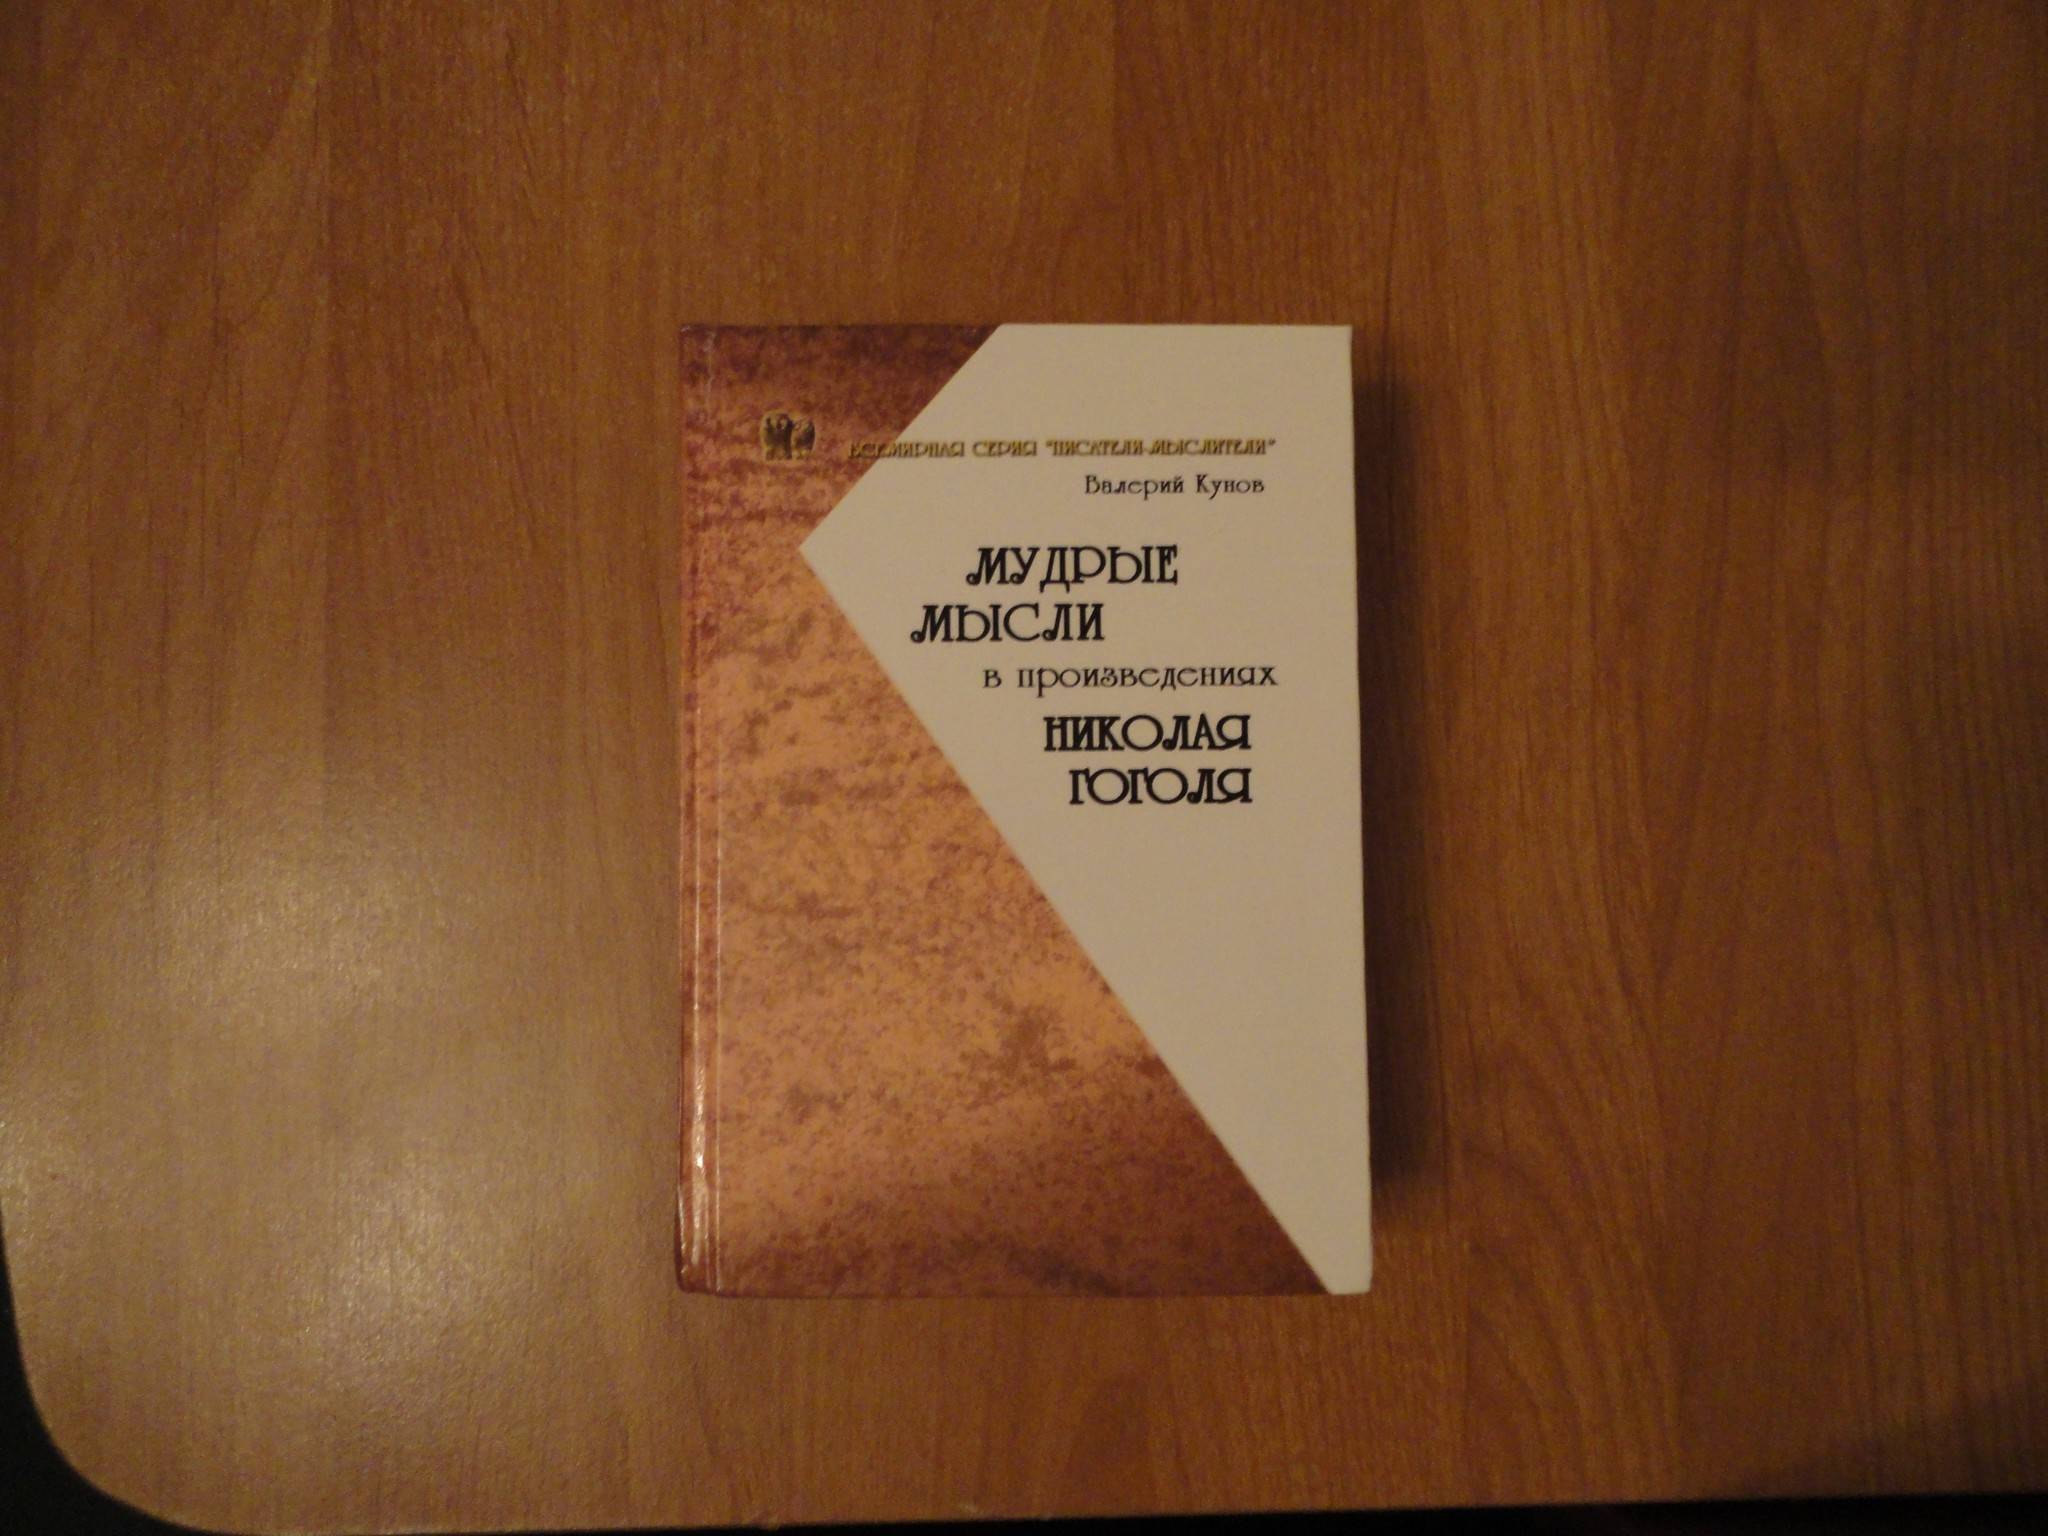 ВСЕМИРНАЯ СЕРИЯ "ПИСАТЕЛИ-МЫСЛИТЕЛИ"
Валерий Кунов
МУДРЫЕ
МЫСЛИ
в произведениях
НИКОЛАЯ
ГОГОЛЯ